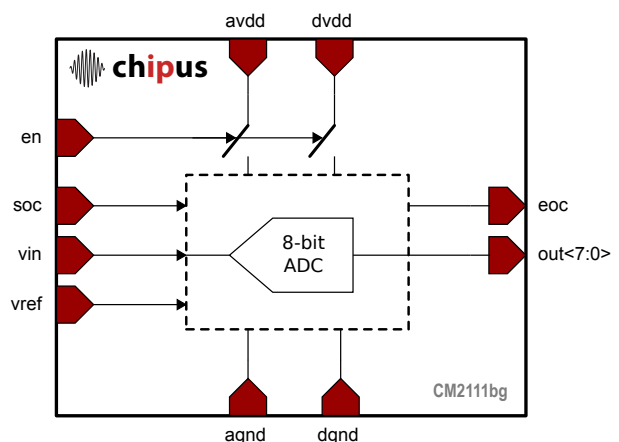 avdd dvdd
chipus
en
soc
eoc
vin
8-bit
ADC
out<7:0>
vref
CM2111bg
agnd dgnd